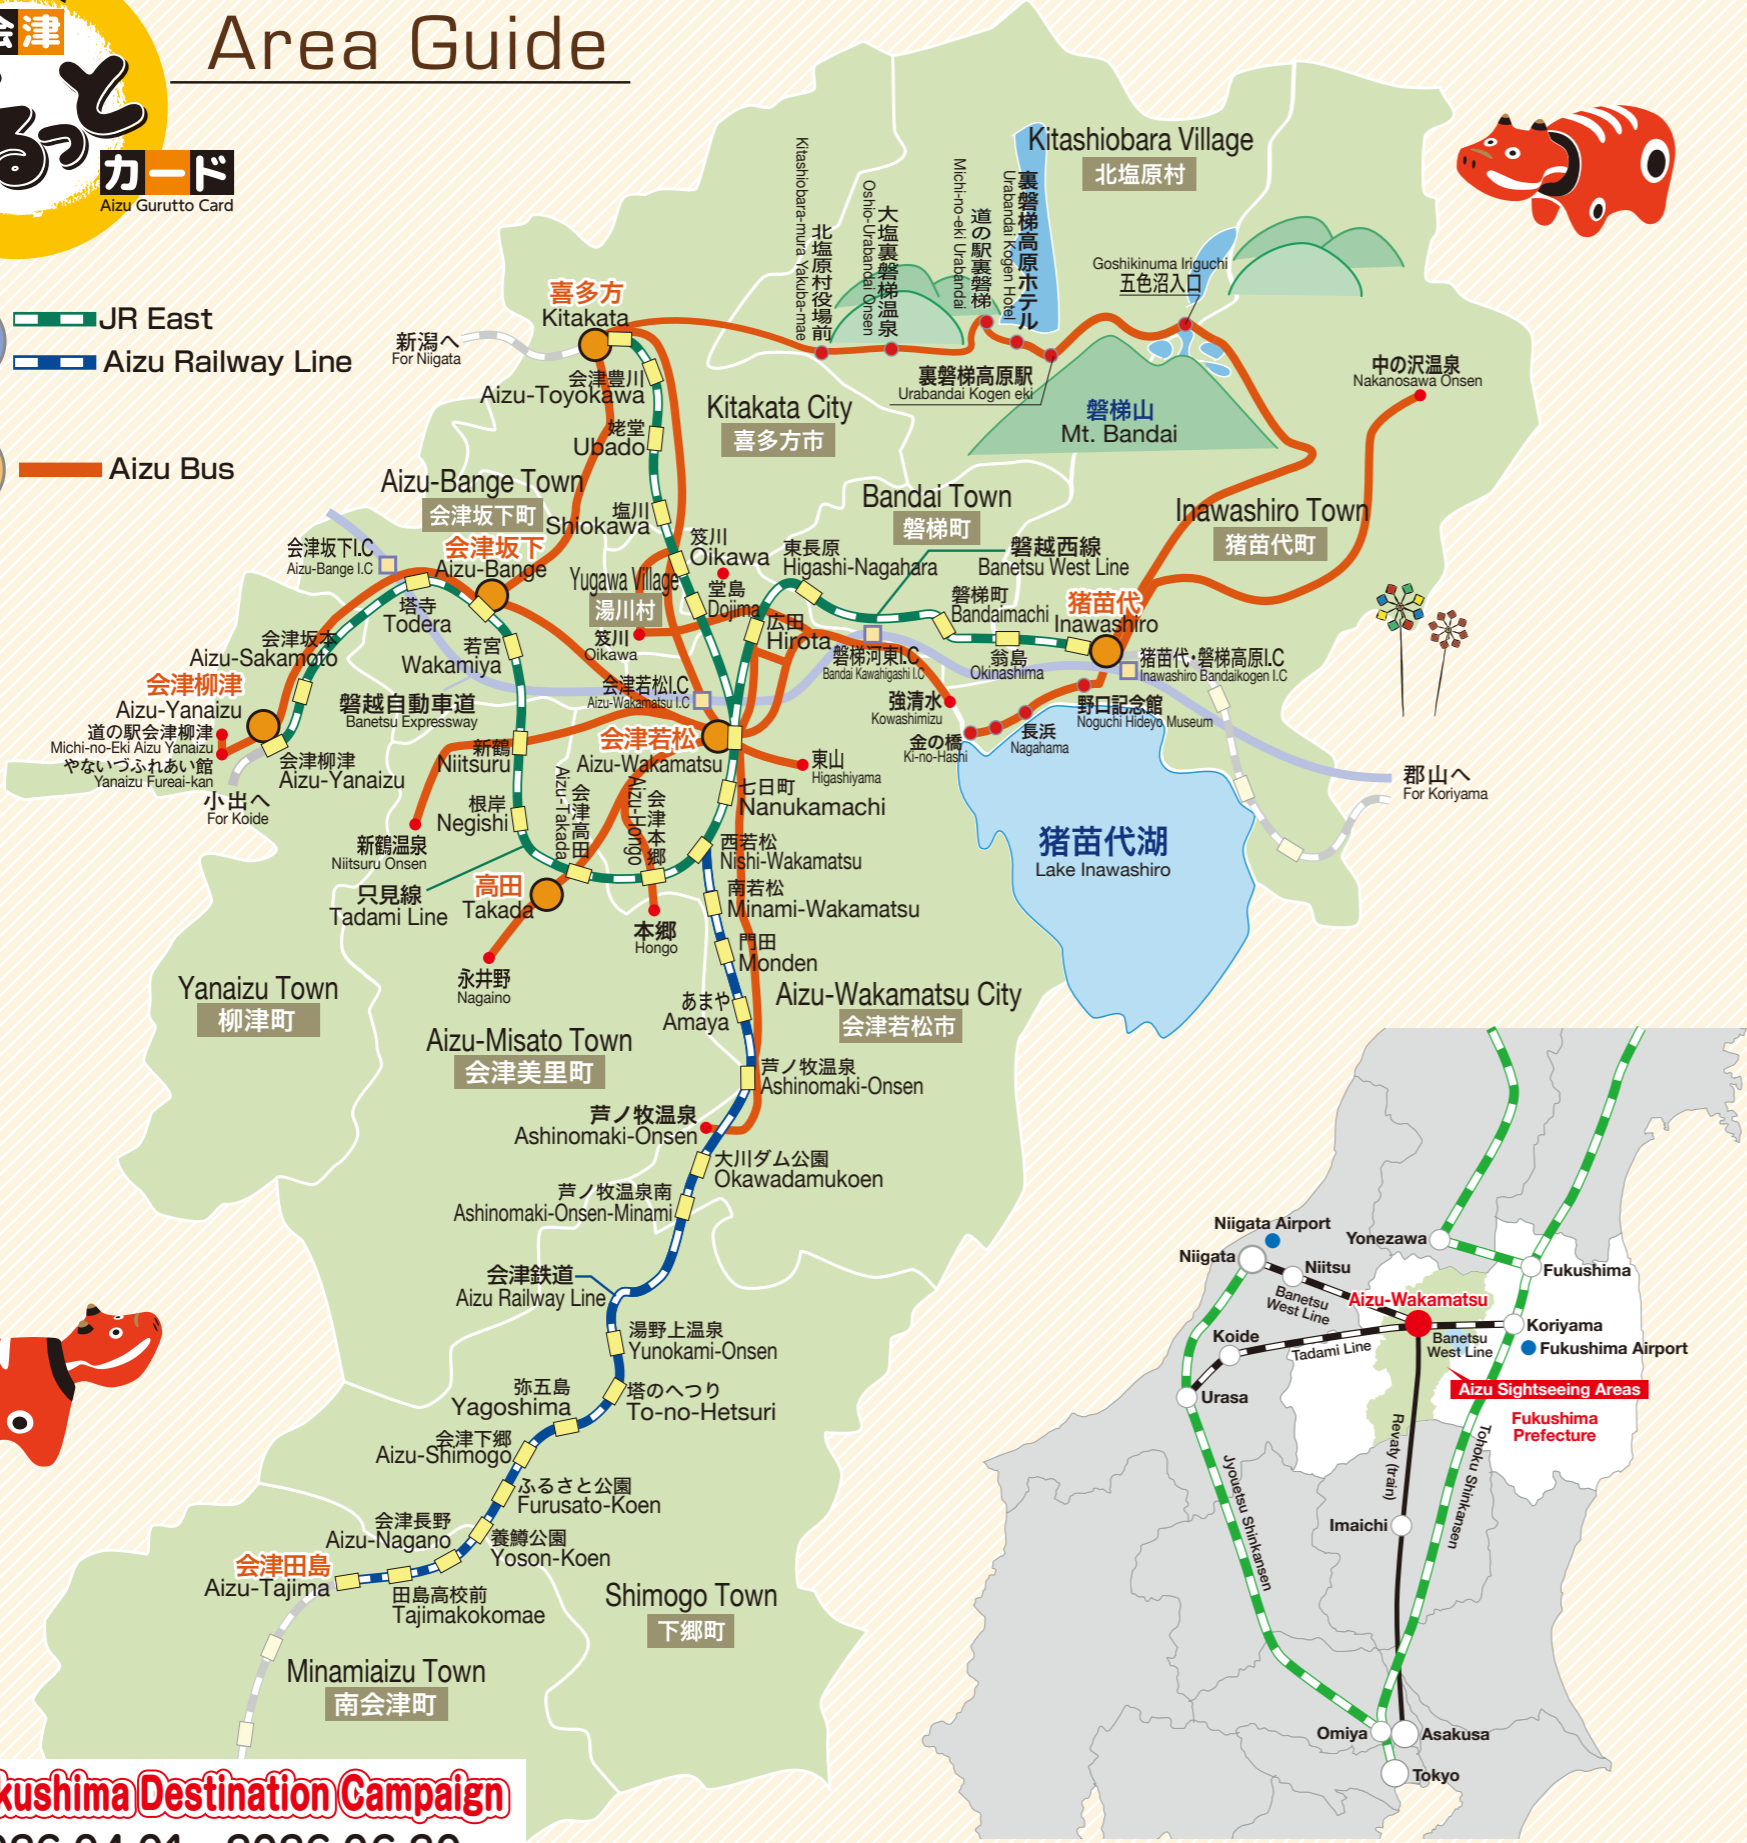 Area Guide
会津
るっと
カード
Aizu Gurutto Card
JR East
Aizu Railway Line
Aizu Bus
Kitashiobara Village
北塩原村
Kitashiobara-mura Yakuba-mae
北塩原村役場前
Oshio-Urabandai Onsen
大塩裏磐梯温泉
Michi-no-eki Urabandai
道の駅裏磐梯
Urabandai Kogen Hotel
裏磐梯高原ホテル
Goshikinuma Iriguchi
五色沼入口
喜多方
Kitakata
新潟へ
For Niigata
裏磐梯高原駅
Urabandai Kogen eki
中の沢温泉
Nakanosawa Onsen
会津豊川
Aizu-Toyokawa
Kitakata City
喜多方市
磐梯山
Mt. Bandai
姥堂
Ubado
Aizu-Bange Town
会津坂下町
塩川
Shiokawa
Bandai Town
磐梯町
Inawashiro Town
猪苗代町
会津坂下I.C
Aizu-Bange I.C
会津坂下
Aizu-Bange
笈川
Oikawa
東長原
Higashi-Nagahara
磐越西線
Banetsu West Line
Yugawa Village
湯川村
堂島
Dojima
塔寺
Todera
磐梯町
Bandaimachi
猪苗代
Inawashiro
広田
Hirota
笈川
Oikawa
会津坂本
Aizu-Sakamoto
若宮
Wakamiya
磐梯河東I.C
Bandai Kawahigashi I.C
翁島
Okinashima
猪苗代・磐梯高原I.C
Inawashiro Bandaikogen I.C
会津柳津
Aizu-Yanaizu
会津若松I.C
Aizu-Wakamatsu I.C
磐越自動車道
Banetsu Expressway
強清水
Kowashimizu
野口記念館
Noguchi Hideyo Museum
道の駅会津柳津
Michi-no-Eki Aizu Yanaizu
やないづふれあい館
Yanaizu Fureai-kan
会津柳津
Aizu-Yanaizu
新鶴
Niitsuru
会津若松
Aizu-Wakamatsu
東山
Higashiyama
金の橋
Ki-no-Hashi
長浜
Nagahama
小出へ
For Koide
郡山へ
For Koriyama
根岸
Negishi
Aizu-Takada
会津高田
Aizu-Hongo
会津本郷
七日町
Nanukamachi
新鶴温泉
Niitsuru Onsen
西若松
Nishi-Wakamatsu
猪苗代湖
Lake Inawashiro
只見線
Tadami Line
高田
Takada
南若松
Minami-Wakamatsu
本郷
Hongo
門田
Monden
永井野
Nagaino
Yanaizu Town
柳津町
あまや
Amaya
Aizu-Wakamatsu City
会津若松市
Aizu-Misato Town
会津美里町
芦ノ牧温泉
Ashinomaki-Onsen
芦ノ牧温泉
Ashinomaki-Onsen
大川ダム公園
Okawadamukoen
芦ノ牧温泉南
Ashinomaki-Onsen-Minami
会津鉄道
Aizu Railway Line
湯野上温泉
Yunokami-Onsen
弥五島
Yagoshima
塔のへつり
To-no-Hetsuri
会津下郷
Aizu-Shimogo
ふるさと公園
Furusato-Koen
会津長野
Aizu-Nagano
養鱒公園
Yoson-Koen
会津田島
Aizu-Tajima
田島高校前
Tajimakokomae
Shimogo Town
下郷町
Minamiaizu Town
南会津町
Niigata Airport
Niigata
Niitsu
Yonezawa
Fukushima
Banetsu
West Line
Aizu-Wakamatsu
Koide
Tadami Line
Banetsu
West Line
Koriyama
Fukushima Airport
Urasa
Aizu Sightseeing Areas
Fukushima
Prefecture
Revaty (train)
Tohoku Shinkansen
Jyouetsu Shinkansen
Imaichi
Omiya
Asakusa
Tokyo
kushima Destination Campaign